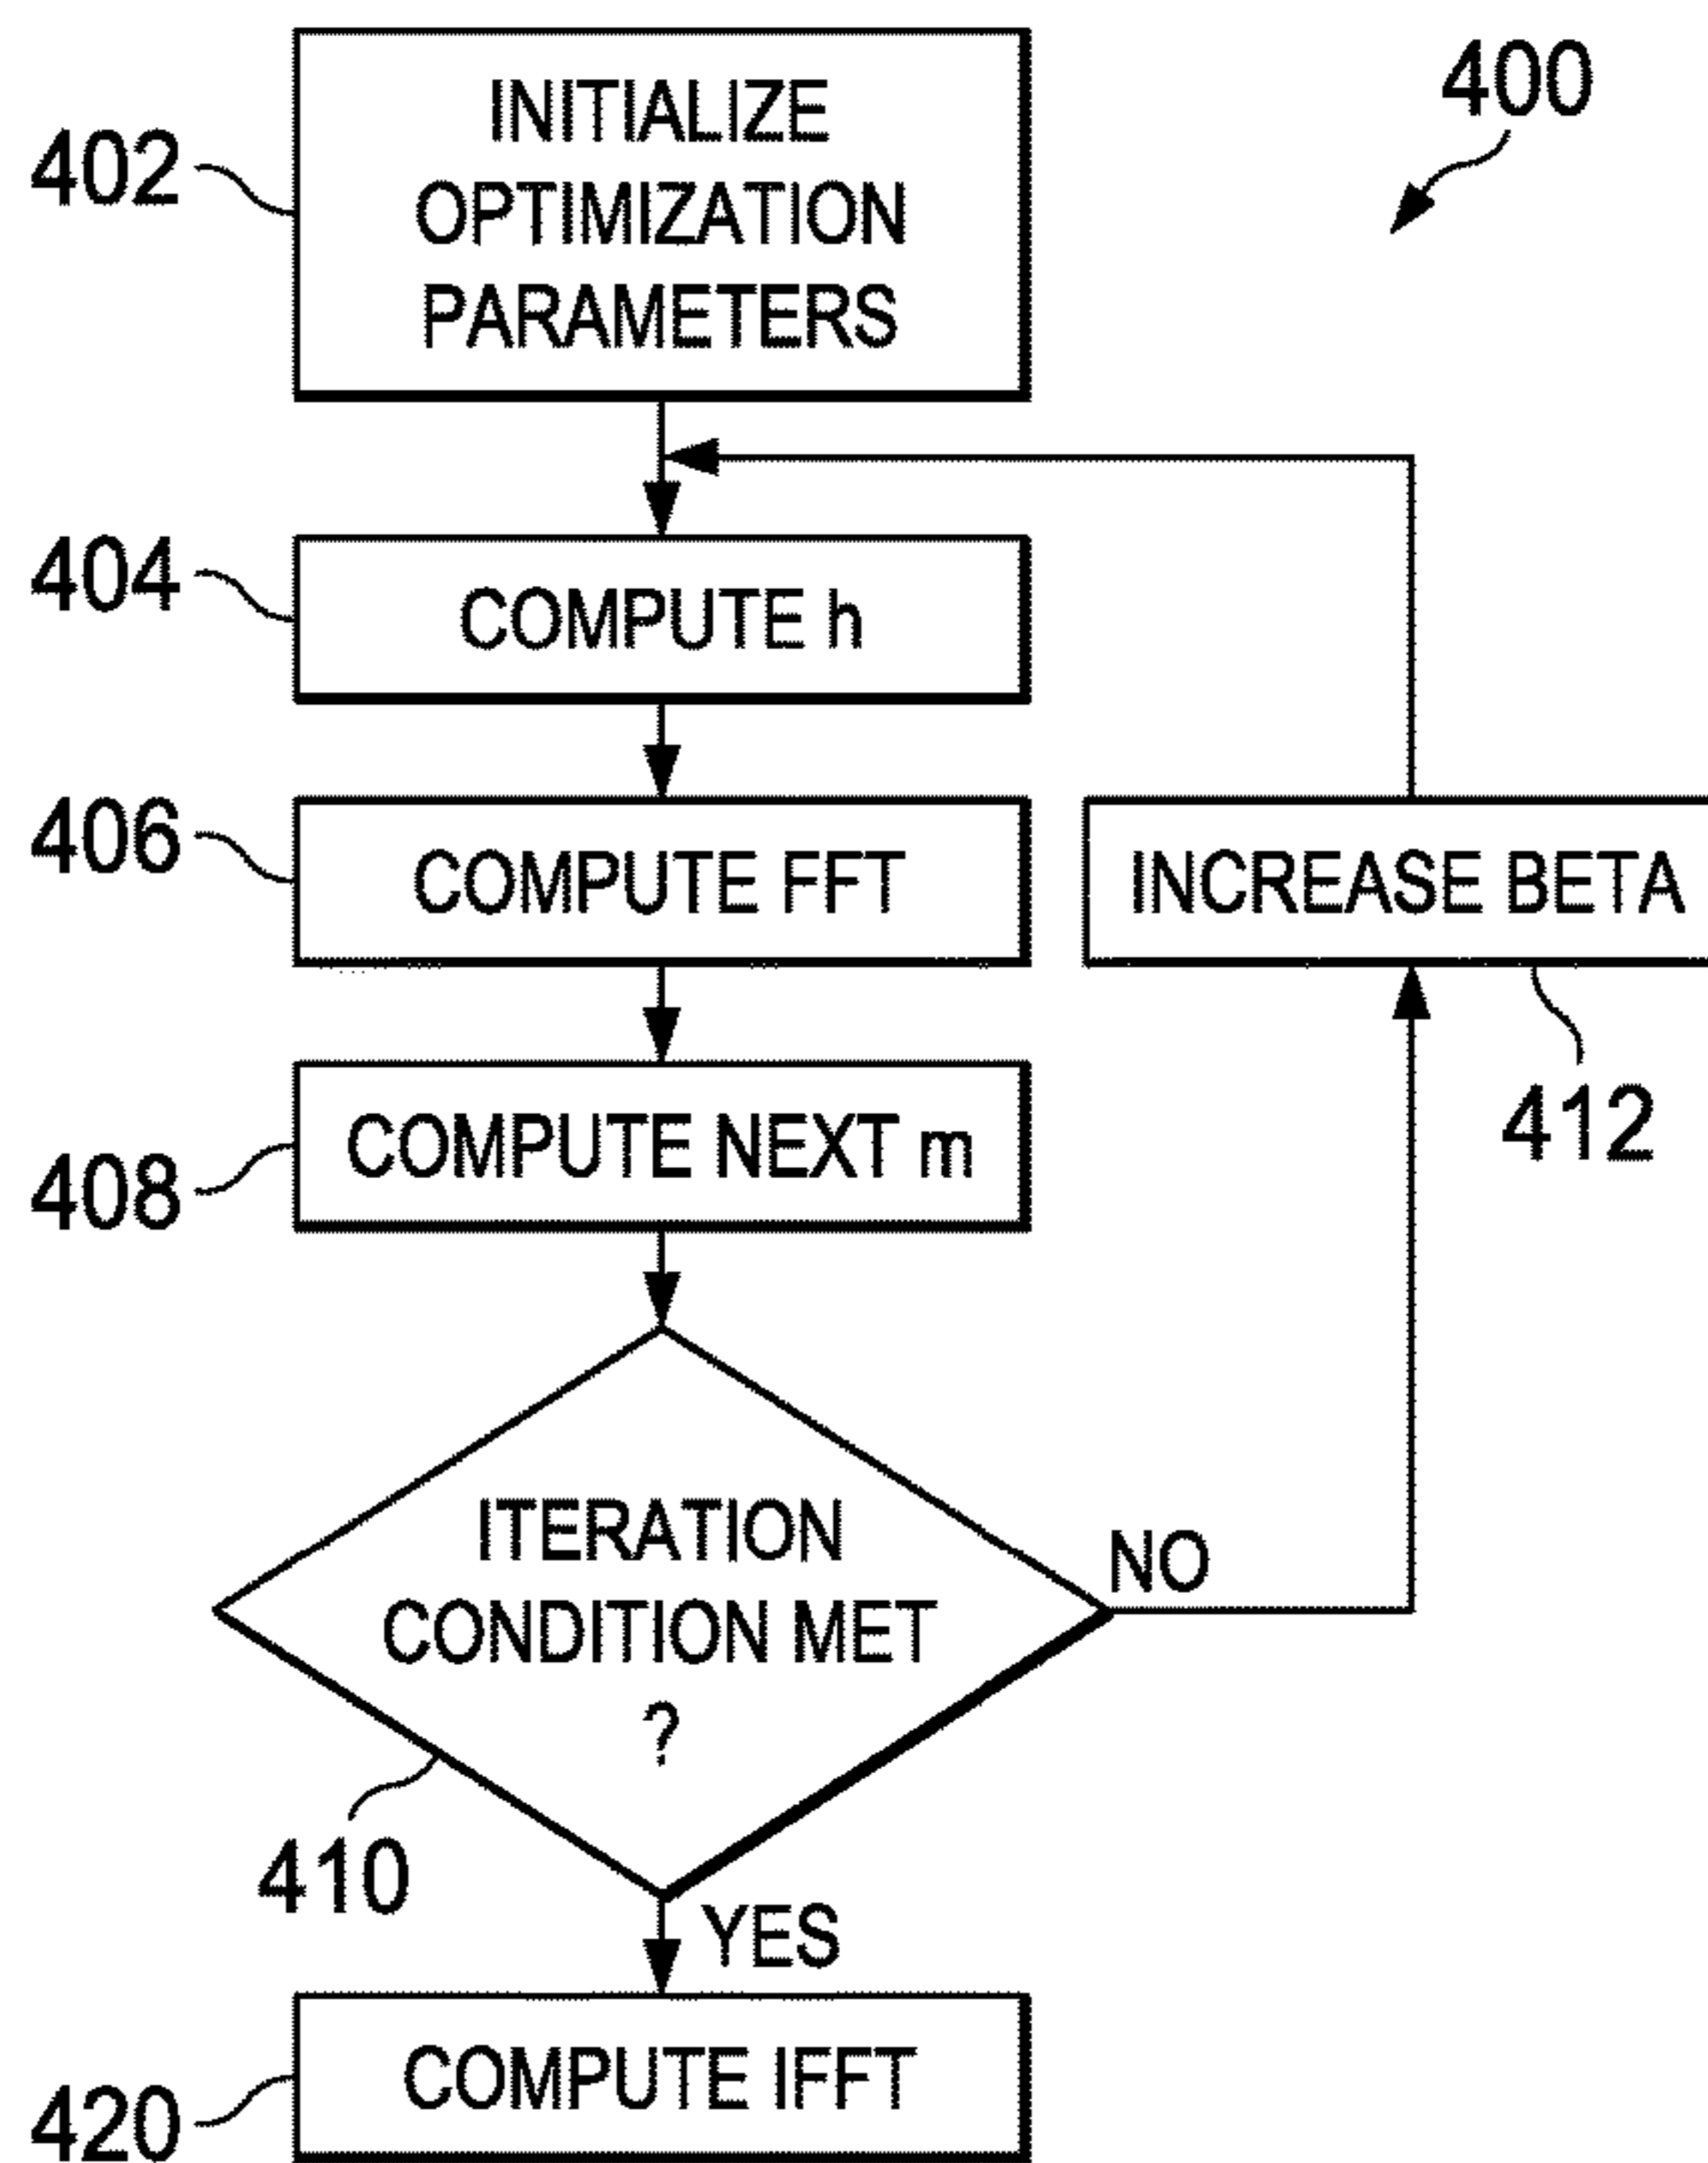 400
402
INITIALIZE
OPTIMIZATION
PARAMETERS
404
COMPUTE h
406
COMPUTE FFT
INCREASE BETA
412
408
COMPUTE NEXT m
ITERATION
CONDITION MET
?
NO
410
YES
420
COMPUTE IFFT